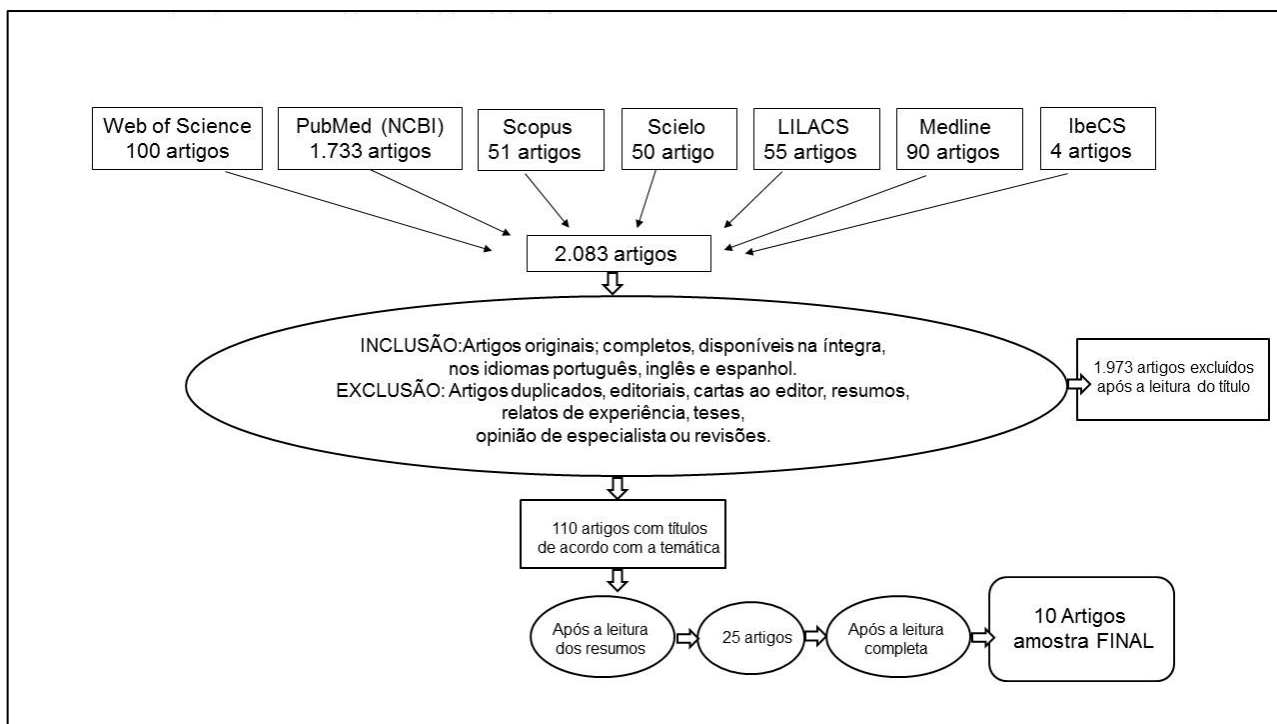 Web of Science
100 artigos
PubMed (NCBI)
1.733 artigos
Scopus
51 artigos
Scielo
50 artigo
LILACS
55 artigos
Medline
90 artigos
IbeCS
4 artigos
2.083 artigos
INCLUSÃO:Artigos originais; completos, disponíveis na íntegra,
nos idiomas português, inglês e espanhol.
EXCLUSÃO: Artigos duplicados, editoriais, cartas ao editor, resumos,
relatos de experiência, teses,
opinião de especialista ou revisões.
1.973 artigos excluídos
após a leitura do título
110 artigos com títulos
de acordo com a temática
Após a leitura
dos resumos
25 artigos
Após a leitura
completa
10 Artigos
amostra FINAL